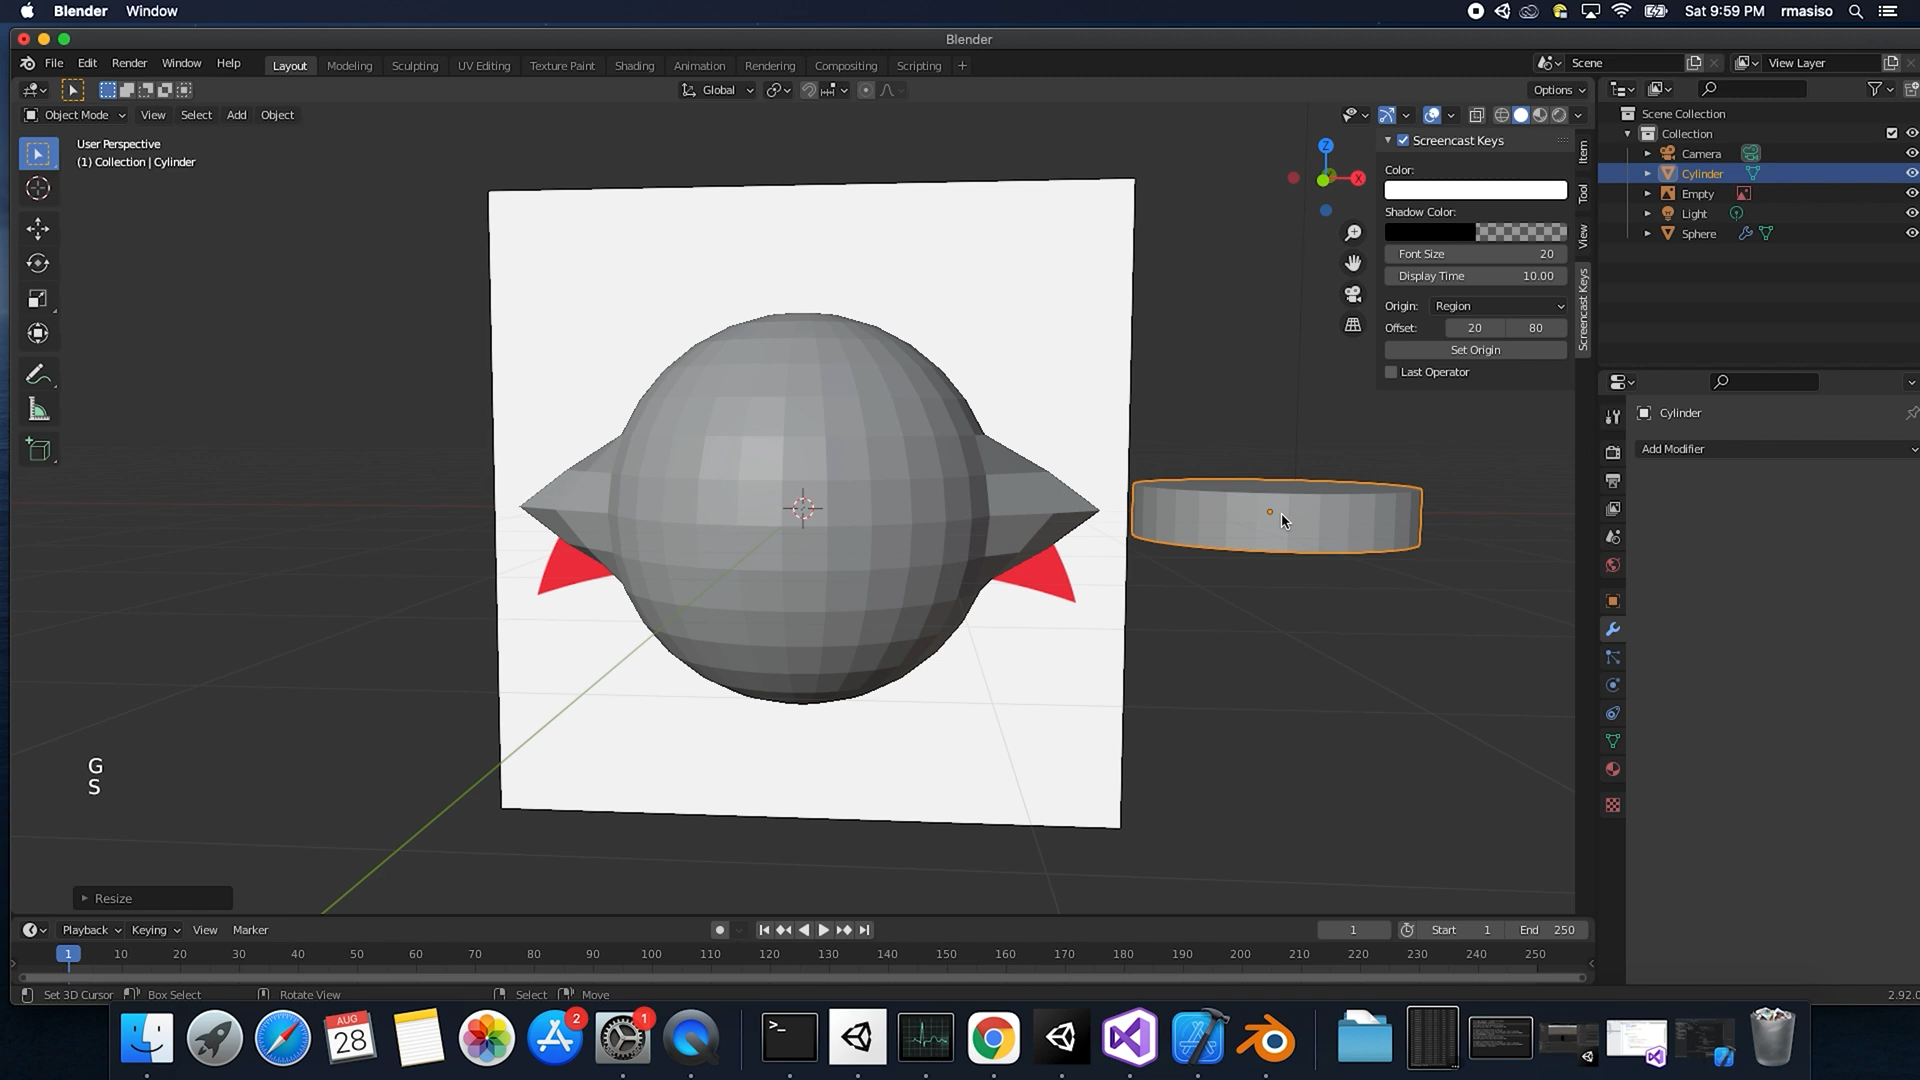 Blender Window Sat 9:59 PM rmasiso
Blender
File Edit Render Window Help Layout Modeling Sculpting UV Editing Texture Paint Shading Animation Rendering Compositing Scripting + Scene View Layer
Global Options
Object Mode View Select Add Object
User Perspective
(1) Collection | Cylinder
Z
X
Screencast Keys
Color:
Shadow Color:
Font Size 20
Display Time 10.00
Origin: Region
Offset: 20 80
Set Origin
Last Operator
Item
Tool
View
Screencast Keys
Scene Collection
Collection
Camera
Cylinder
Empty
Light
Sphere
Cylinder
Add Modifier
G
S
Resize
Playback Keying View Marker 1 Start 1 End 250
1 10 20 30 40 50 60 70 80 90 100 110 120 130 140 150 160 170 180 190 200 210 220 230 240 250
Set 3D Cursor Box Select Rotate View Select Move 2.92.0
AUG
28
2
1